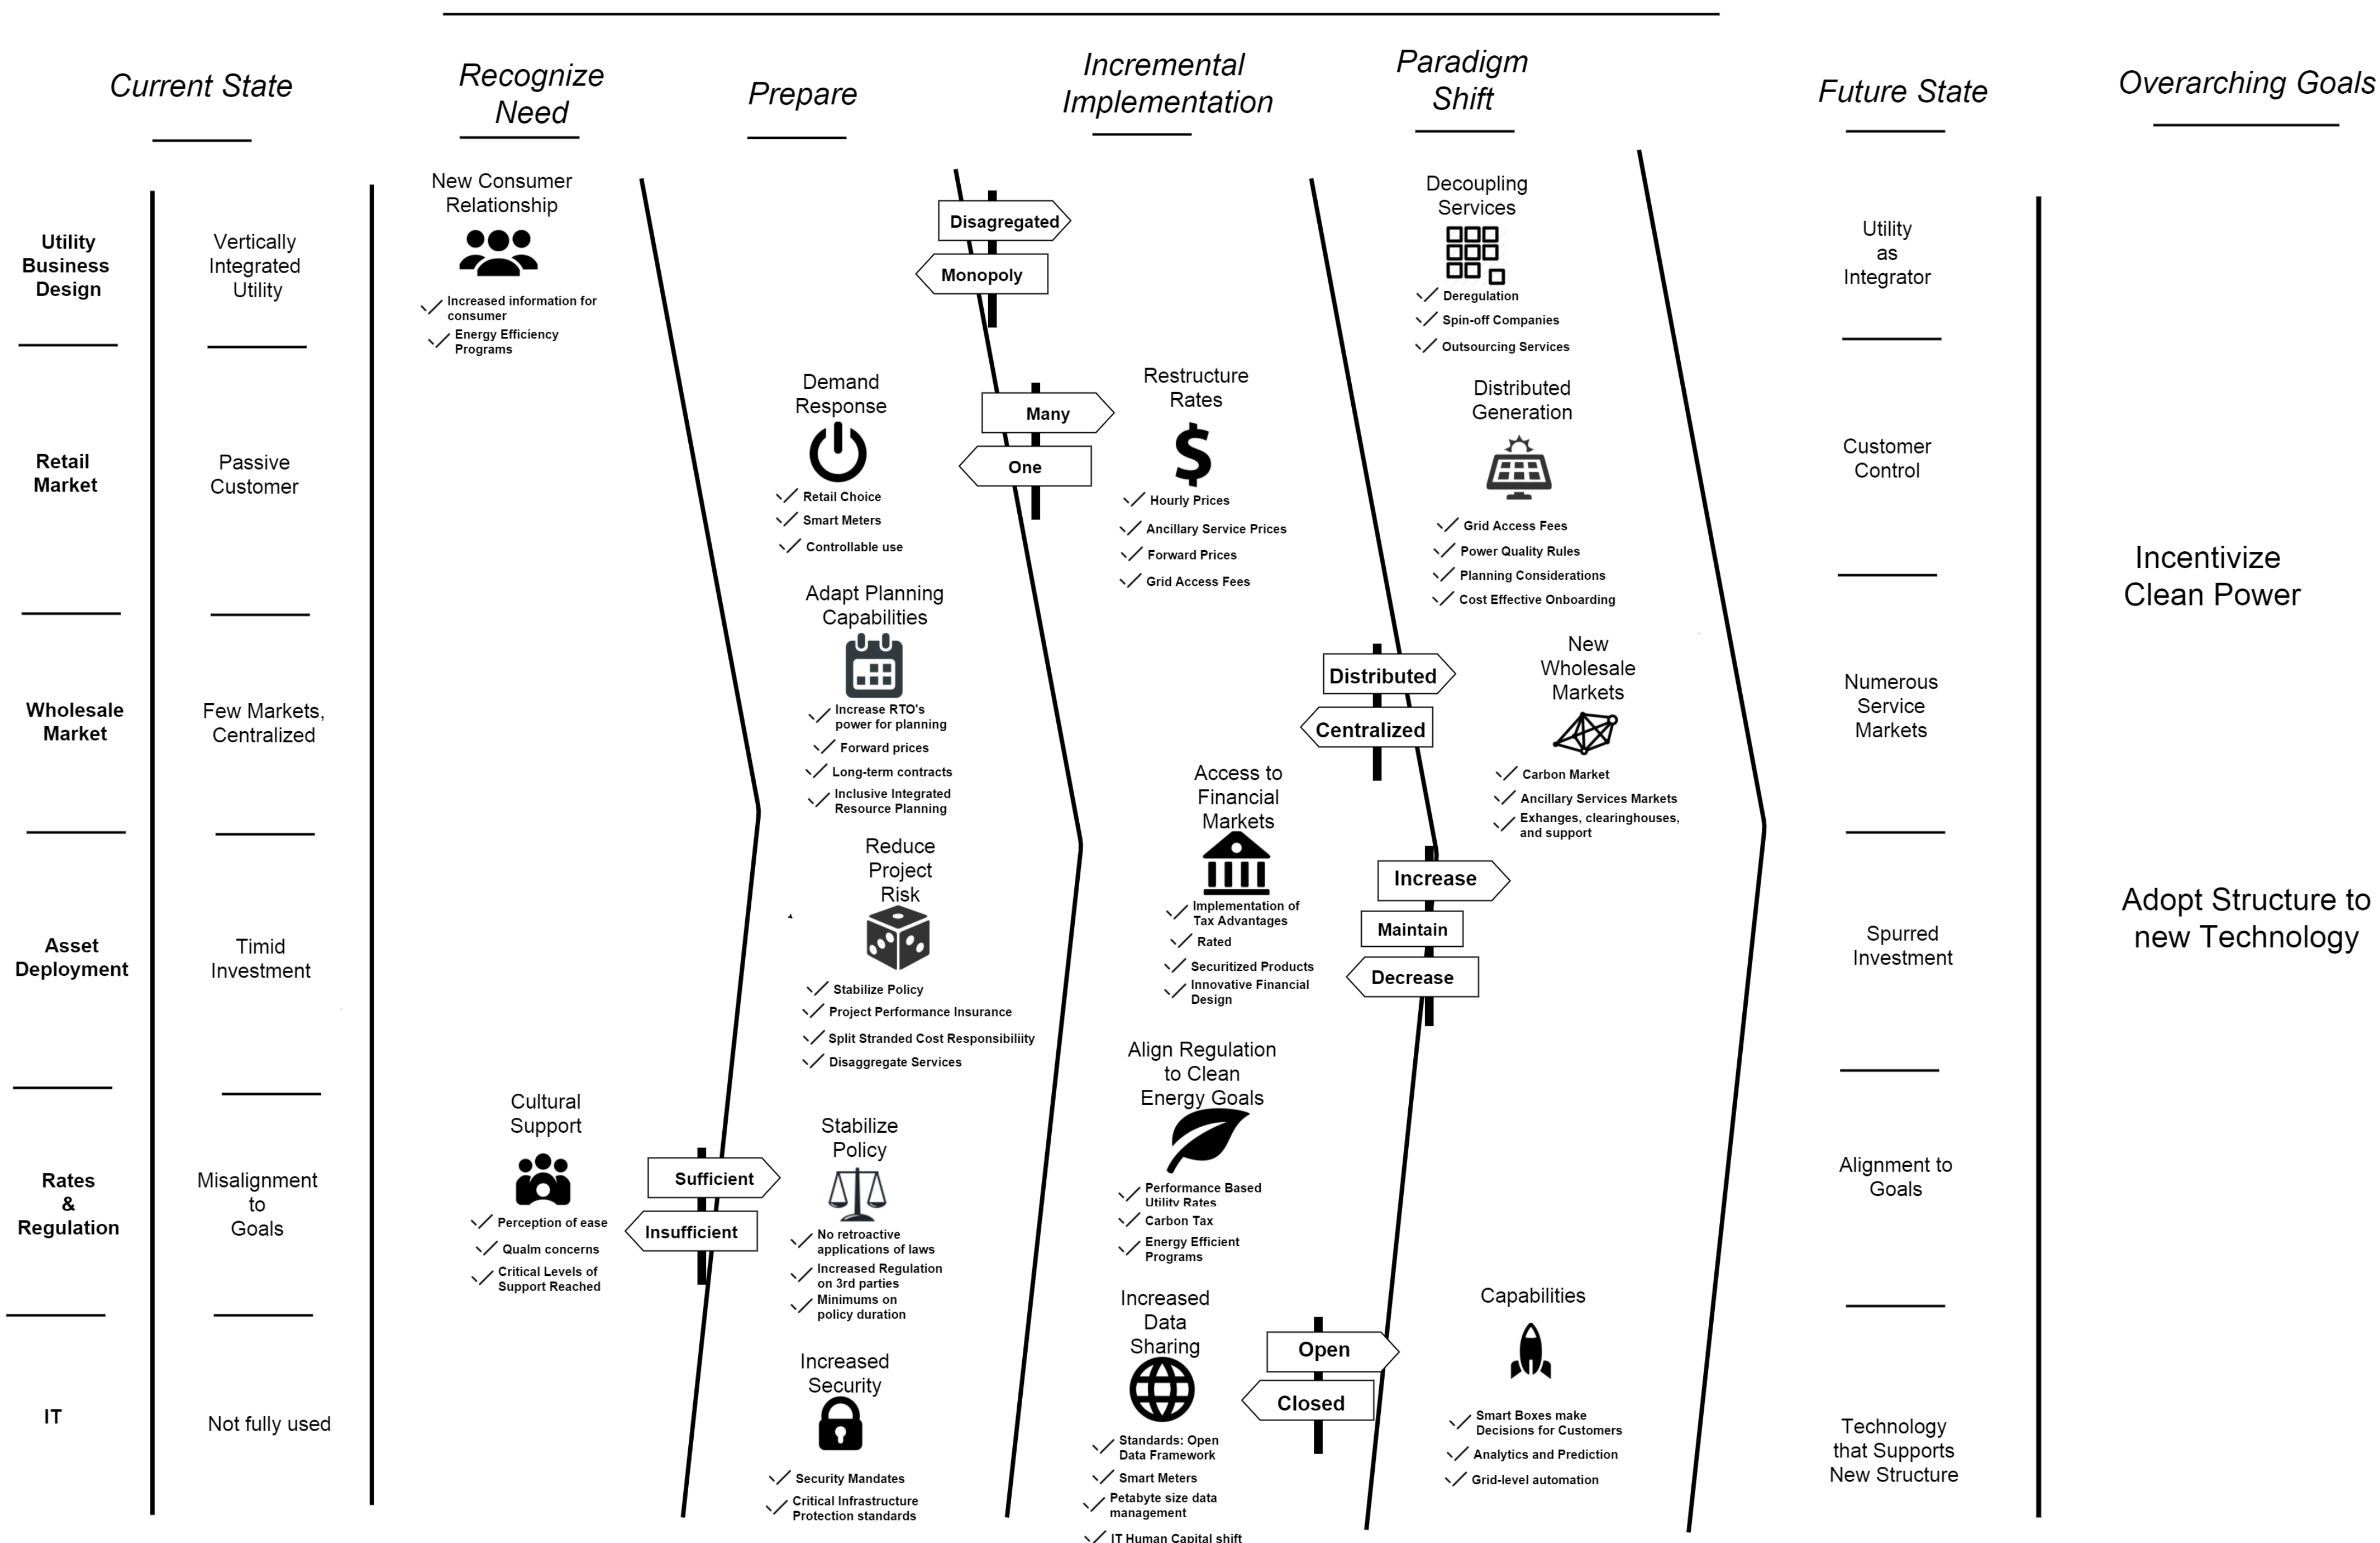 Current State
Recognize
Need
Prepare
Incremental
Implementation
Paradigm
Shift
Future State
Overarching Goals
Utility
Business
Design
Vertically
Integrated
Utility
New Consumer
Relationship
Increased information for
consumer
Energy Efficiency
Programs
Disagregated
Monopoly
Decoupling
Services
Deregulation
Spin-off Companies
Outsourcing Services
Utility
as
Integrator
Retail
Market
Passive
Customer
Demand
Response
Retail Choice
Smart Meters
Controllable use
Many
One
Restructure
Rates
$
Hourly Prices
Ancillary Service Prices
Forward Prices
Grid Access Fees
Distributed
Generation
Grid Access Fees
Power Quality Rules
Planning Considerations
Cost Effective Onboarding
Customer
Control
Incentivize
Clean Power
Wholesale
Market
Few Markets,
Centralized
Adapt Planning
Capabilities
Increase RTO's
power for planning
Forward prices
Long-term contracts
Inclusive Integrated
Resource Planning
Distributed
Centralized
New
Wholesale
Markets
Carbon Market
Ancillary Services Markets
Exhanges, clearinghouses,
and support
Numerous
Service
Markets
Asset
Deployment
Timid
Investment
Reduce
Project
Risk
Stabilize Policy
Project Performance Insurance
Split Stranded Cost Responsibiliity
Disaggregate Services
Access to
Financial
Markets
Implementation of
Tax Advantages
Rated
Securitized Products
Innovative Financial
Design
Increase
Maintain
Decrease
Spurred
Investment
Adopt Structure to
new Technology
Rates
&
Regulation
Misalignment
to
Goals
Cultural
Support
Perception of ease
Qualm concerns
Critical Levels of
Support Reached
Sufficient
Insufficient
Stabilize
Policy
No retroactive
applications of laws
Increased Regulation
on 3rd parties
Minimums on
policy duration
Align Regulation
to Clean
Energy Goals
Performance Based
Utility Rates
Carbon Tax
Energy Efficient
Programs
Alignment to
Goals
IT
Not fully used
Increased
Security
Security Mandates
Critical Infrastructure
Protection standards
Increased
Data
Sharing
Standards: Open
Data Framework
Smart Meters
Petabyte size data
management
IT Human Capital shift
Open
Closed
Capabilities
Smart Boxes make
Decisions for Customers
Analytics and Prediction
Grid-level automation
Technology
that Supports
New Structure